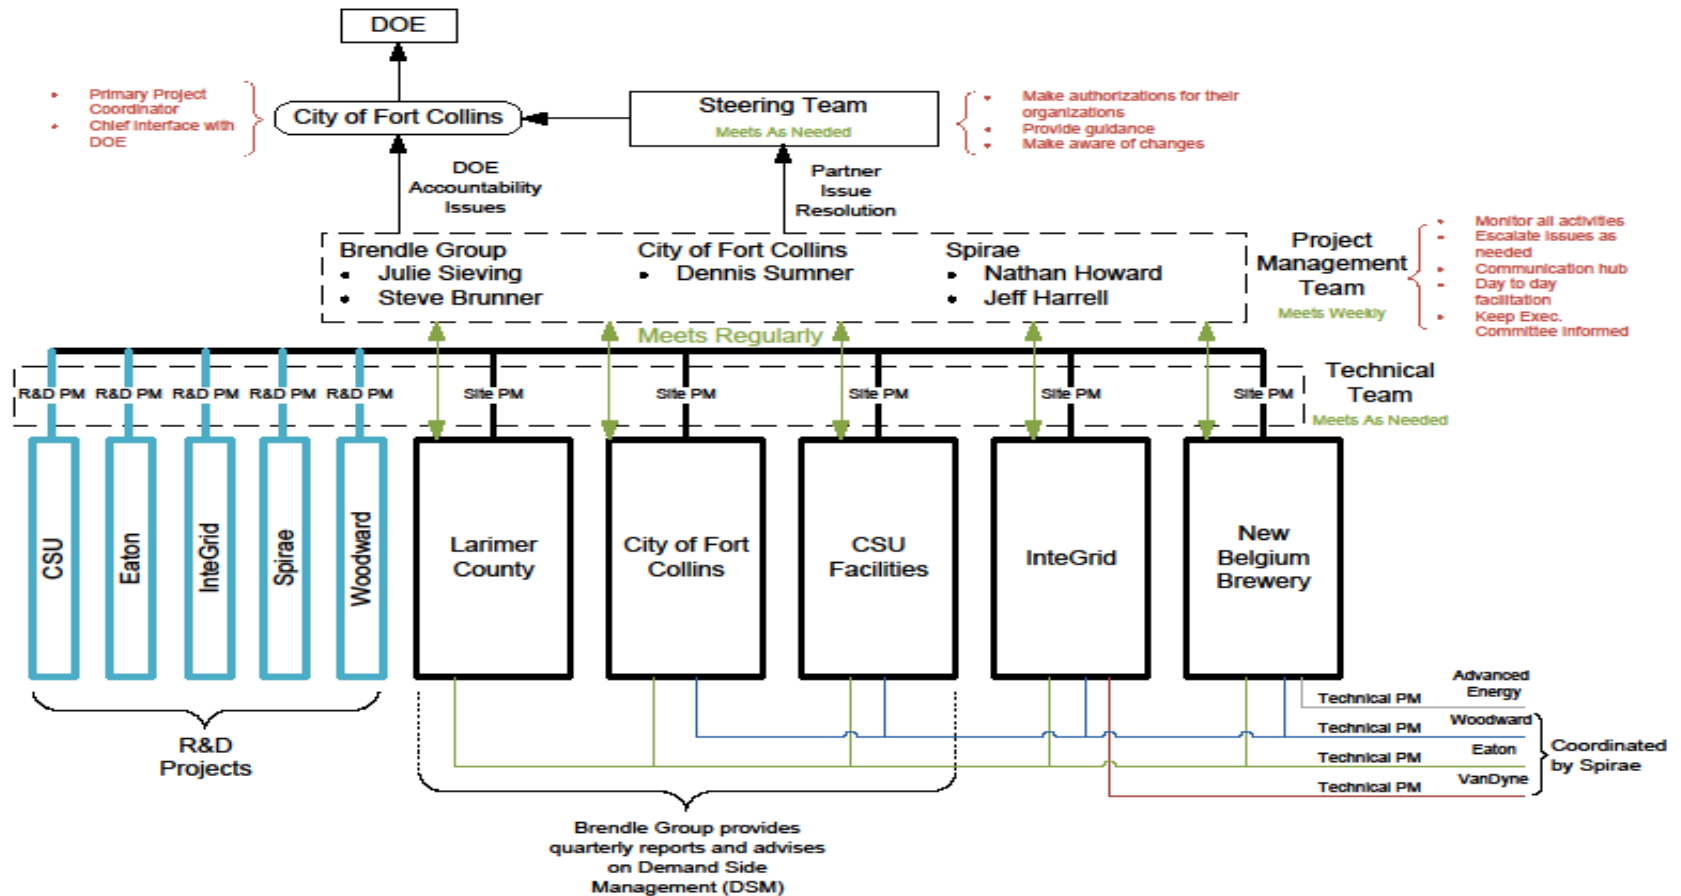 DOE
Primary Project
Coordinator
Chief Interface with
DOE
City of Fort Collins
Steering Team
Meets As Needed
Make authorizations for their
organizations
Provide guidance
Make aware of changes
DOE
Accountability
Issues
Partner
Issue
Resolution
Brendle Group
Julie Sieving
Steve Brunner
City of Fort Collins
Dennis Sumner
Spirae
Nathan Howard
Jeff Harrell
Project
Management
Team
Meets Weekly
Monitor all activities
Escalate issues as
needed
Communication hub
Day to day
facilitation
Keep Exec.
Committee informed
Meets Regularly
Technical
Team
Meets As Needed
R&D PM R&D PM R&D PM R&D PM R&D PM Site PM Site PM Site PM Site PM Site PM
CSU
Eaton
InteGrid
Spirae
Woodward
Larimer
County
City of Fort
Collins
CSU
Facilities
InteGrid
New
Belgium
Brewery
R&D
Projects
Technical PM Advanced
Energy
Technical PM Woodward
Technical PM Eaton
Technical PM VanDyne
Coordinated
by Spirae
Brendle Group provides
quarterly reports and advises
on Demand Side
Management (DSM)